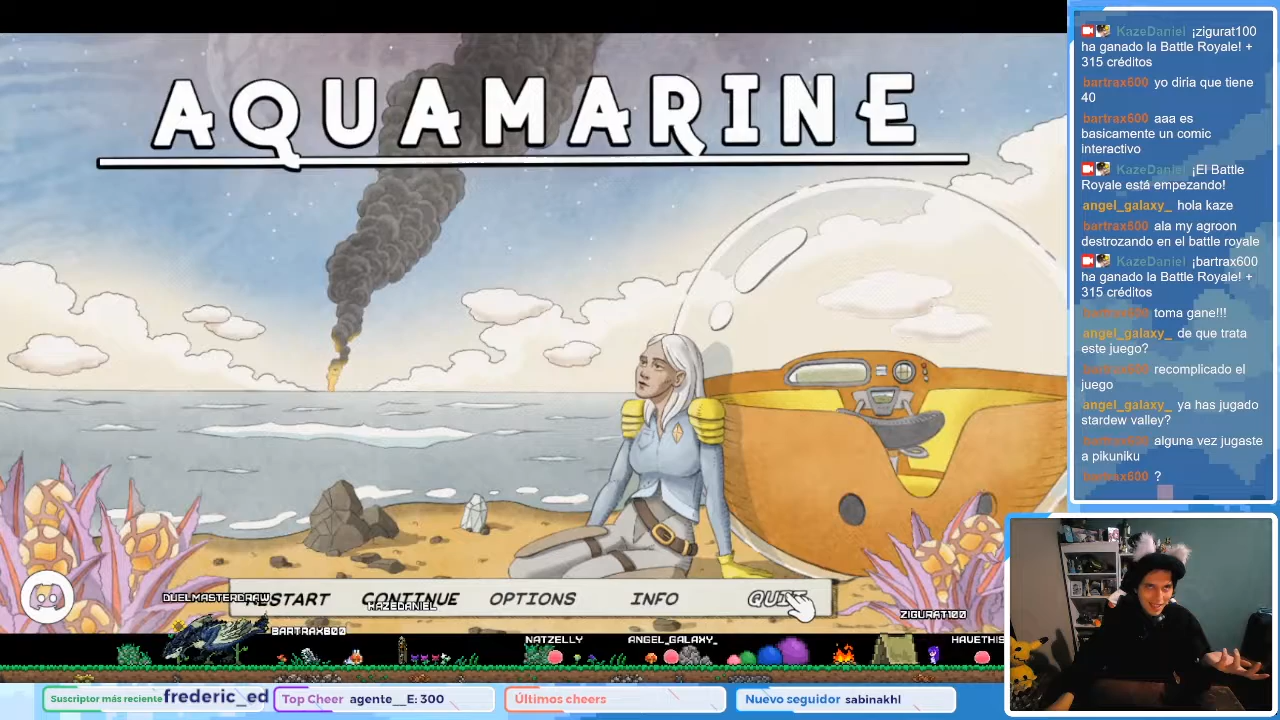 AQUAMARINE
RESTART CONTINUE OPTIONS INFO QUIT
DUELMASTERDRAW
KAZEDANIEL
ZIGURAT100
BARTRAX600
NATZELLY
ANGEL_GALAXY_
HAVETHIS
Suscriptor más reciente frederic_ed
Top Cheer agente__E: 300
Últimos cheers
Nuevo seguidor sabinakhl
KazeDaniel ¡zigurat100
ha ganado la Battle Royale! +
315 créditos
bartrax600 yo diria que tiene
40
bartrax600 aaa es
basicamente un comic
interactivo
KazeDaniel ¡El Battle
Royale está empezando!
angel_galaxy_ hola kaze
bartrax600 ala my agroon
destrozando en el battle royale
KazeDaniel ¡bartrax600
ha ganado la Battle Royale! +
315 créditos
bartrax600 toma gane!!!
angel_galaxy_ de que trata
este juego?
bartrax600 recomplicado el
juego
angel_galaxy_ ya has jugado
stardew valley?
bartrax600 alguna vez jugaste
a pikuniku
bartrax600 ?